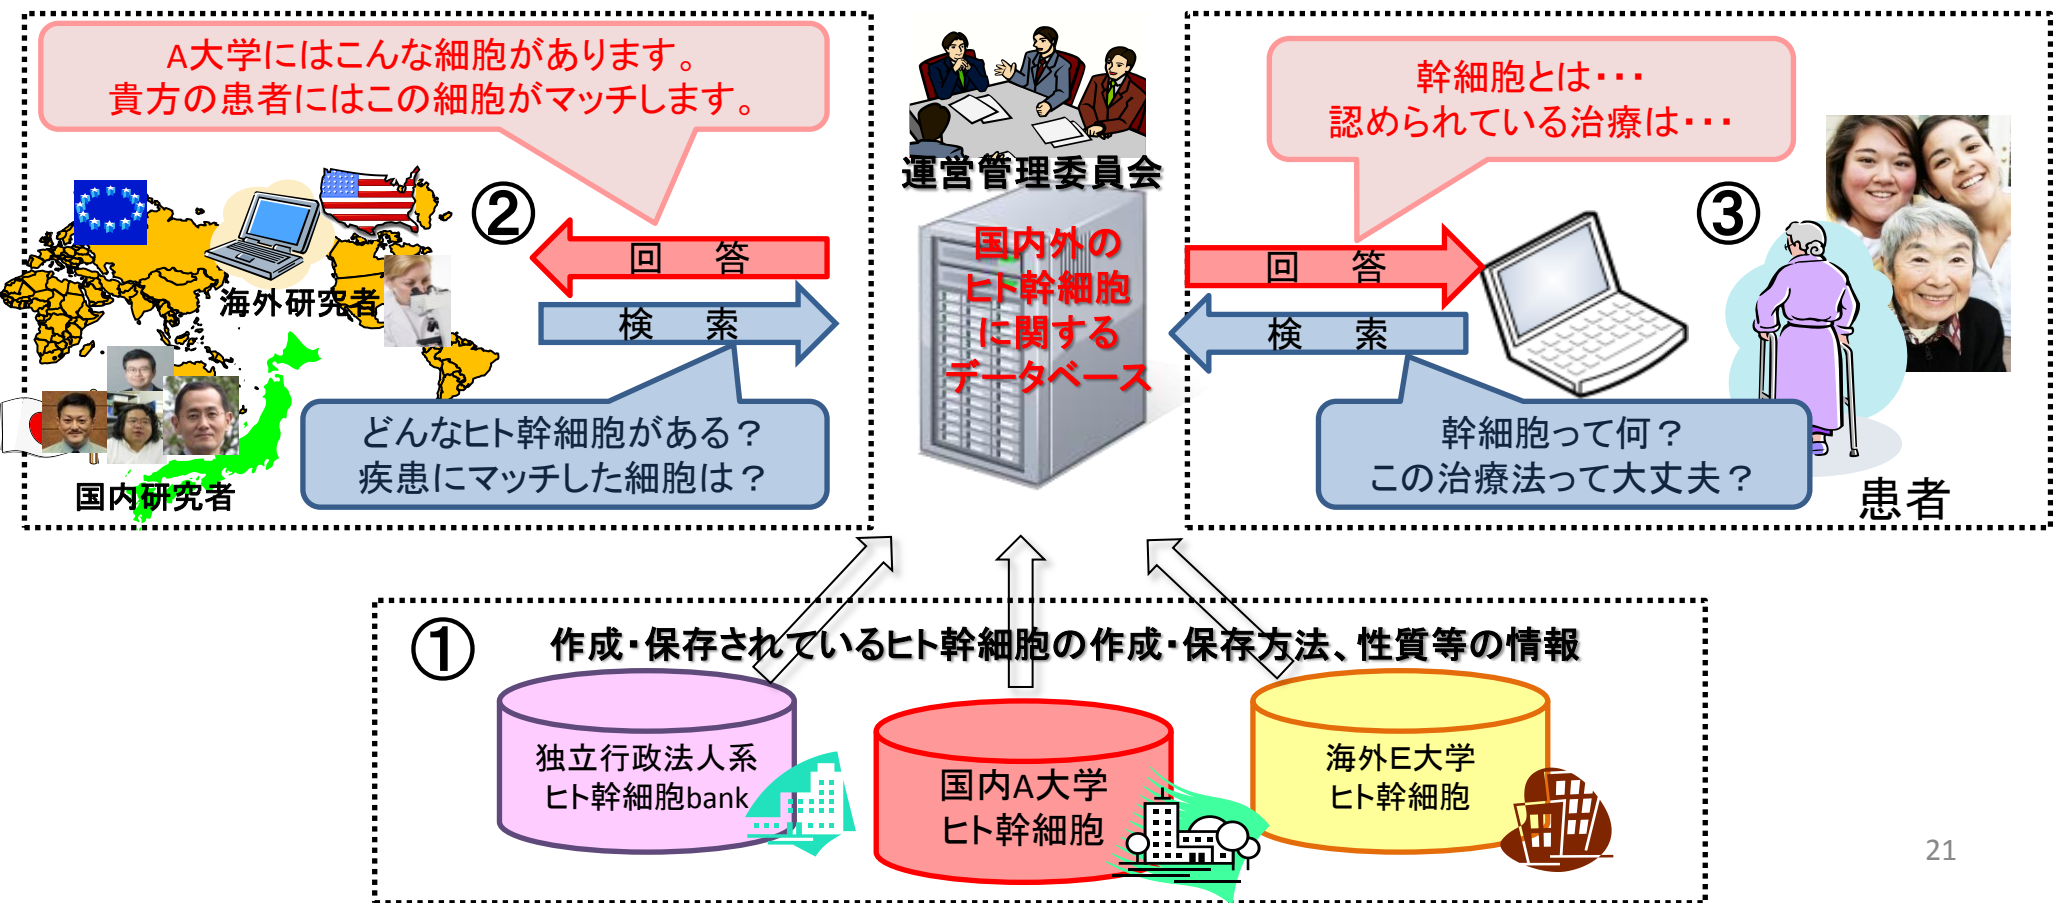 A大学にはこんな細胞があります。
貴方の患者にはこの細胞がマッチします。
②
回　答
検　索
海外研究者
国内研究者
どんなヒト幹細胞がある？
疾患にマッチした細胞は？
運営管理委員会
国内外の
ヒト幹細胞
に関する
データベース
幹細胞とは・・・
認められている治療は・・・
③
回　答
検　索
幹細胞って何？
この治療法って大丈夫？
患者
①
作成・保存されているヒト幹細胞の作成・保存方法、性質等の情報
独立行政法人系
ヒト幹細胞bank
国内A大学
ヒト幹細胞
海外E大学
ヒト幹細胞
21